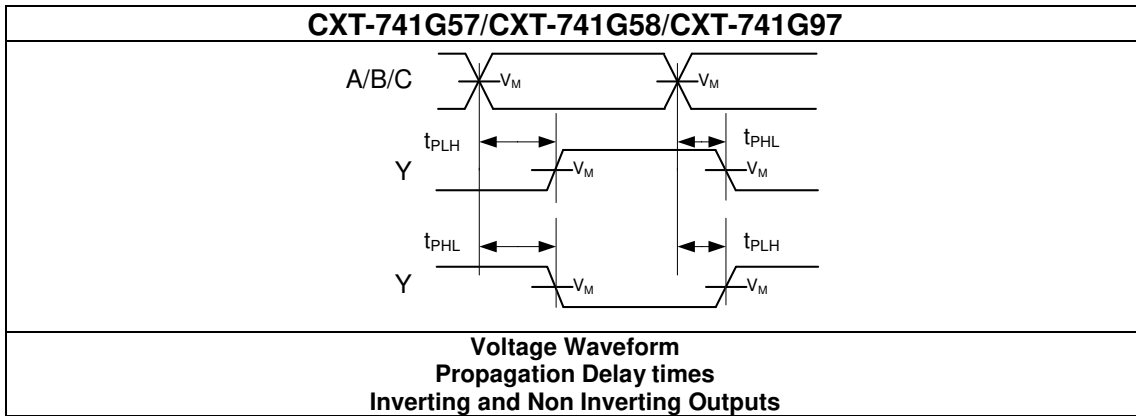 CXT-741G57/CXT-741G58/CXT-741G97
A/B/C VM VM
tPLH tPHL
Y VM VM
tPHL tPLH
Y VM VM
Voltage Waveform
Propagation Delay times
Inverting and Non Inverting Outputs